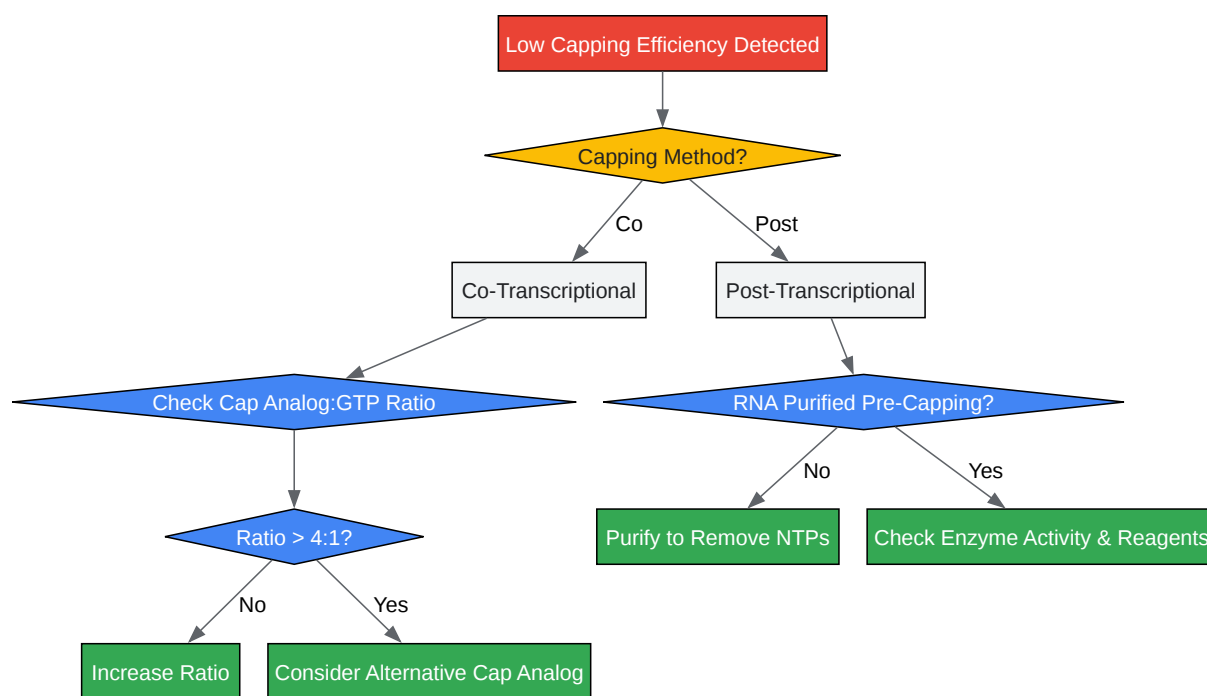 Low Capping Efficiency Detected
Capping Method?
Co
Post
Co-Transcriptional
Post-Transcriptional
Check Cap Analog:GTP Ratio
RNA Purified Pre-Capping?
No
Yes
Ratio > 4:1?
Purify to Remove NTPs
Check Enzyme Activity & Reagents
No
Yes
Increase Ratio
Consider Alternative Cap Analog